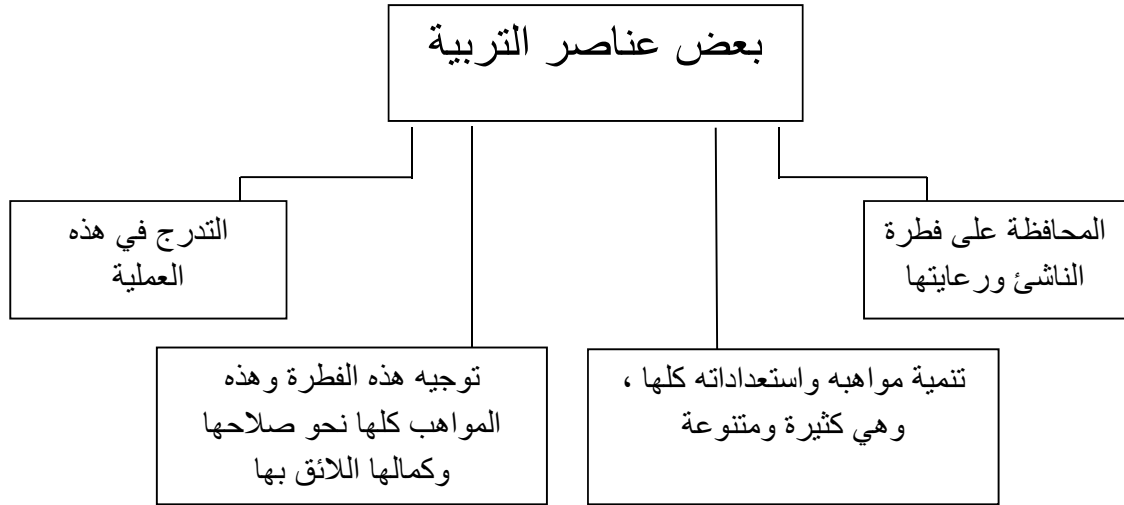 بعض عناصر التربية
المحافظة على فطرة
الناشئ ورعايتها
تنمية مواهبه واستعداداته كلها ،
وهي كثيرة ومتنوعة
توجيه هذه الفطرة وهذه
المواهب كلها نحو صلاحها
وكمالها اللائق بها
التدرج في هذه
العملية